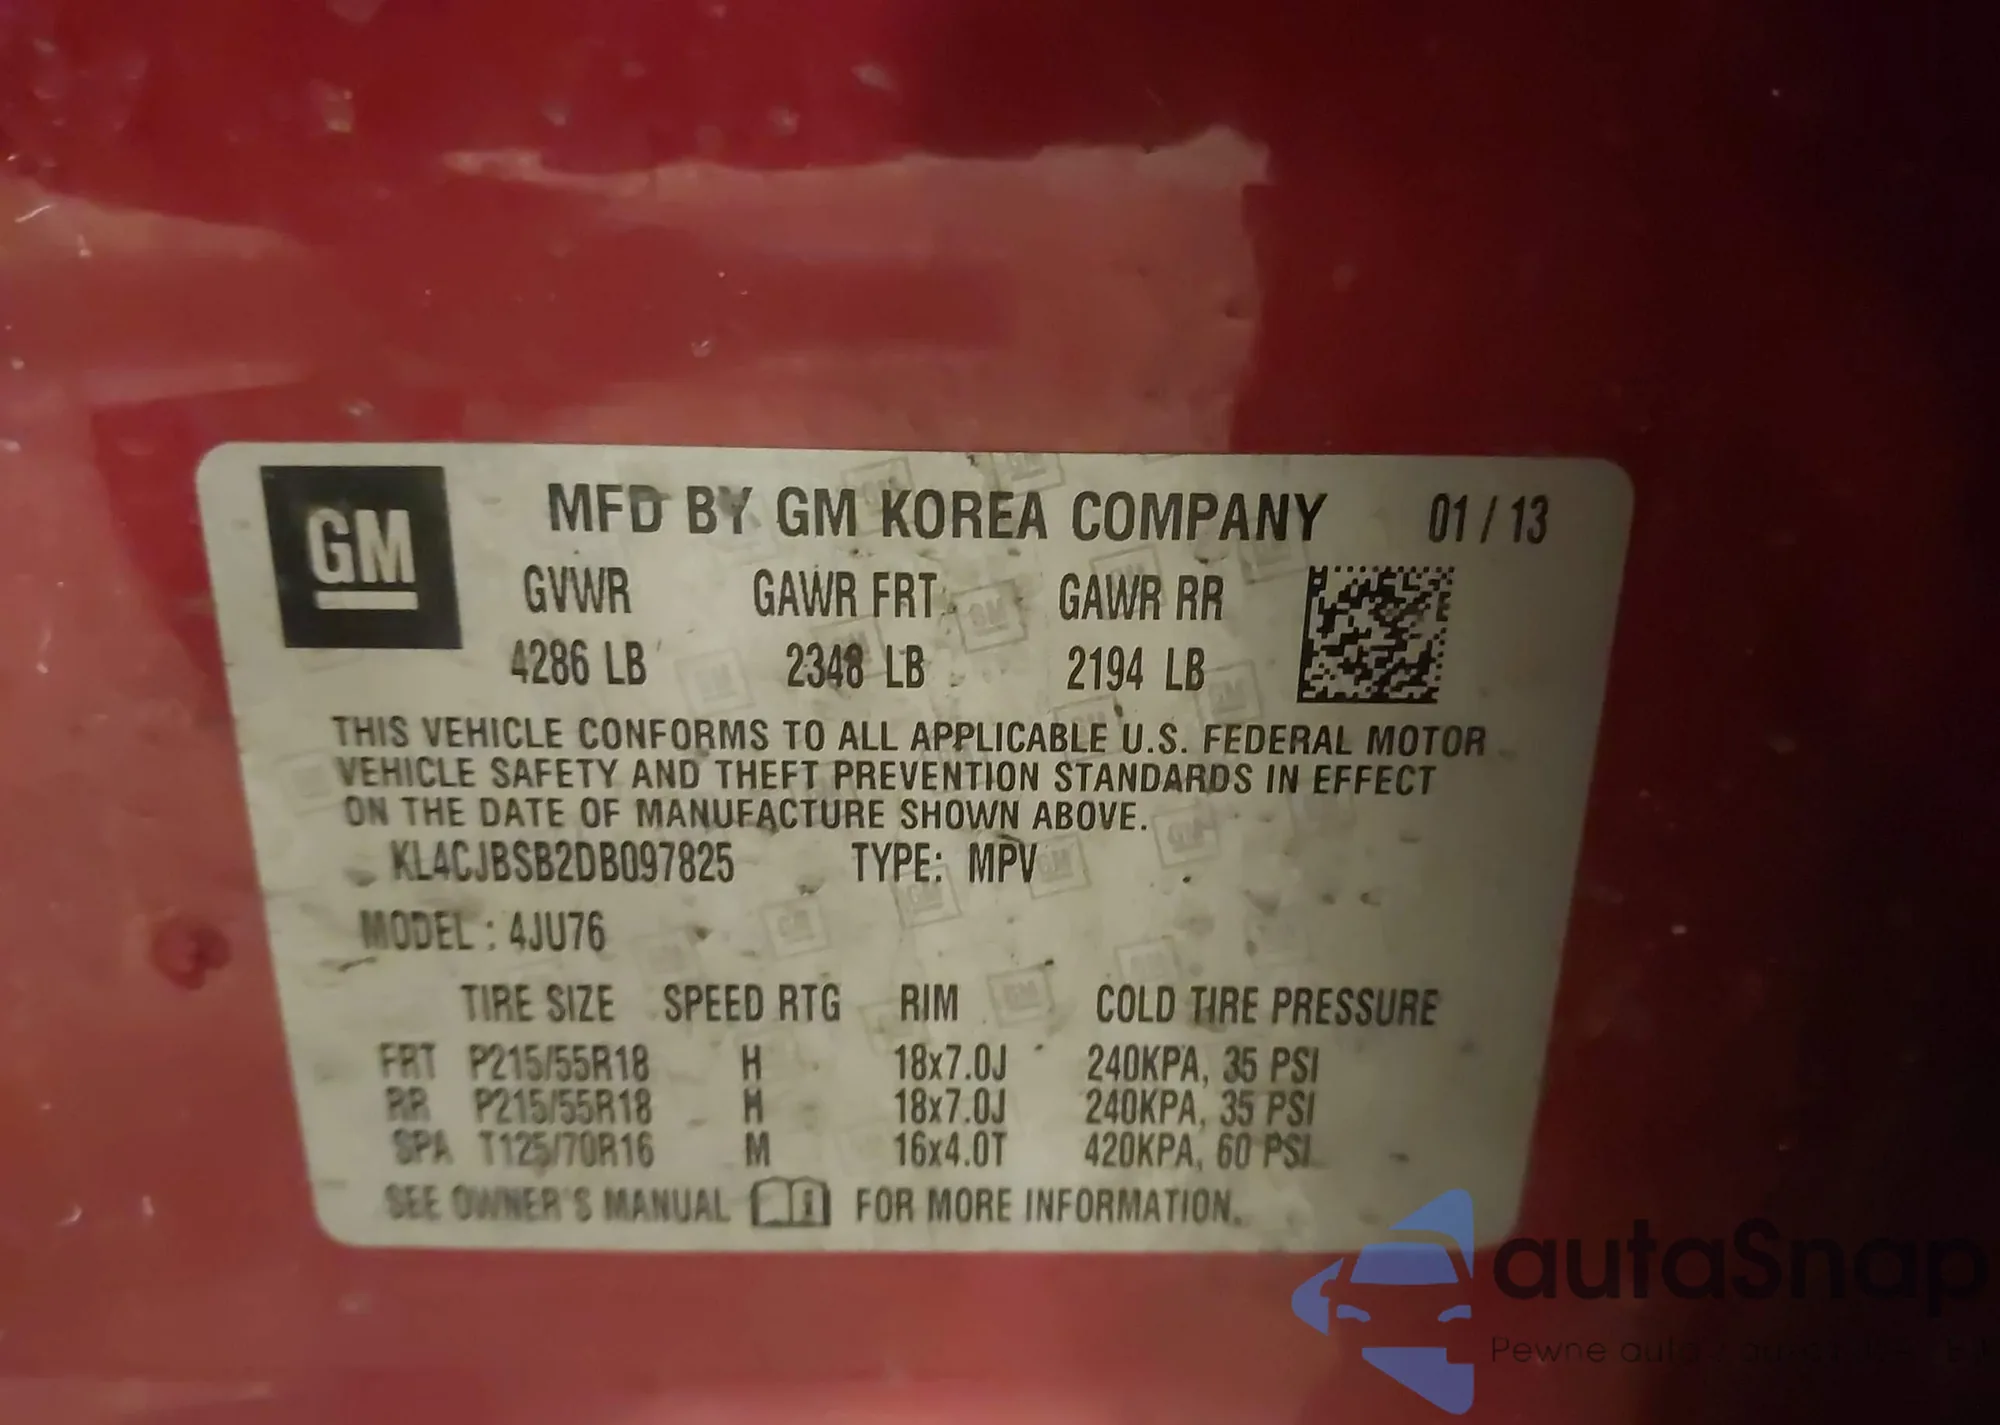 GM
MFD BY GM KOREA COMPANY 01 / 13
GVWR GAWR FRT GAWR RR
4286 LB 2348 LB 2194 LB
THIS VEHICLE CONFORMS TO ALL APPLICABLE U.S. FEDERAL MOTOR
VEHICLE SAFETY AND THEFT PREVENTION STANDARDS IN EFFECT
ON THE DATE OF MANUFACTURE SHOWN ABOVE.
KL4CJBSB2DB097825 TYPE: MPV
MODEL : 4JU76
TIRE SIZE SPEED RTG RIM COLD TIRE PRESSURE
FRT P215/55R18 H 18x7.0J 240KPA, 35 PSI
RR P215/55R18 H 18x7.0J 240KPA, 35 PSI
SPA T125/70R16 M 16x4.0T 420KPA, 60 PSI
SEE OWNER'S MANUAL FOR MORE INFORMATION.
autaSnap
Pewne auto